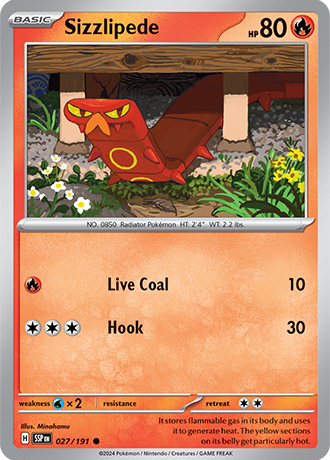 BASIC
Sizzlipede
HP 80
NO. 0850 Radiator Pokémon HT: 2'4" WT: 2.2 lbs.
Live Coal 10
Hook 30
weakness ×2 resistance retreat
Illus. Minahamu
H SSP EN 027/191
It stores flammable gas in its body and uses
it to generate heat. The yellow sections
on its belly get particularly hot.
©2024 Pokémon / Nintendo / Creatures / GAME FREAK